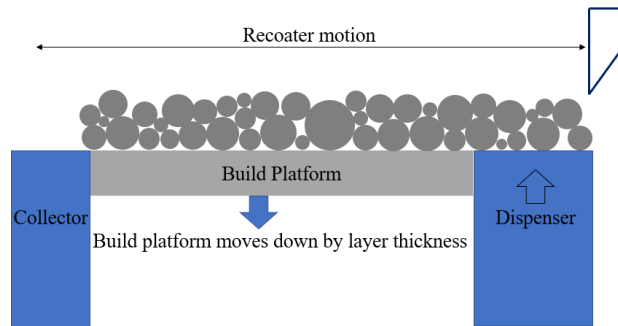 Recoater motion
Build Platform
Collector
Dispenser
Build platform moves down by layer thickness